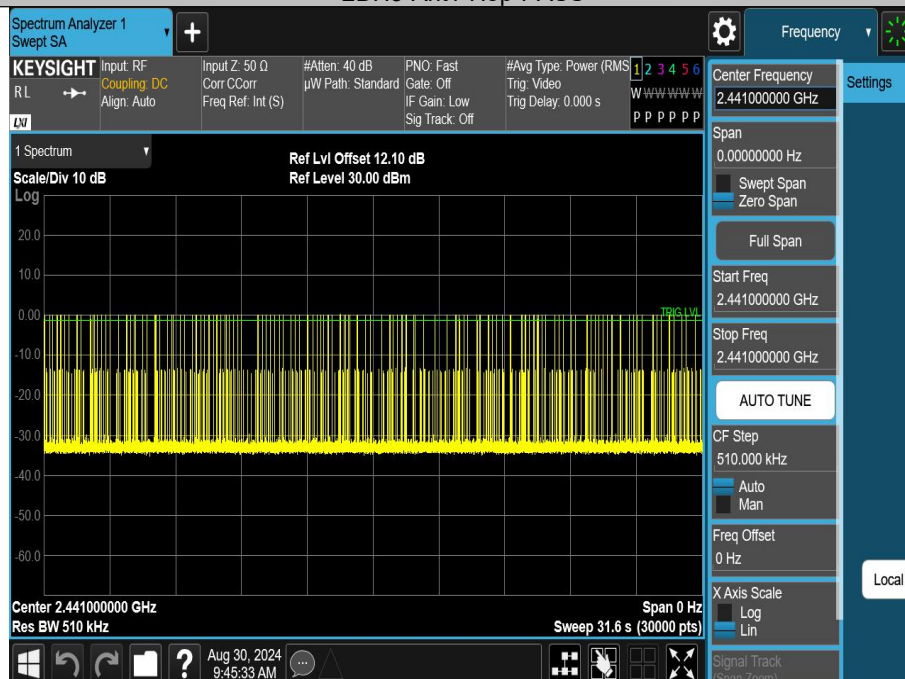 Spectrum Analyzer 1
Swept SA
Frequency
KEYSIGHT
R L
LXI
Input: RF
Coupling: DC
Align: Auto
Input Z: 50 Ω
Corr CCorr
Freq Ref: Int (S)
#Atten: 40 dB
µW Path: Standard
PNO: Fast
Gate: Off
IF Gain: Low
Sig Track: Off
#Avg Type: Power (RMS
Trig: Video
Trig Delay: 0.000 s
1 2 3 4 5 6
W W W W W W
P P P P P P
1 Spectrum
Scale/Div 10 dB
Log
Ref Lvl Offset 12.10 dB
Ref Level 30.00 dBm
20.0
10.0
0.00
TRIG LVL
-10.0
-20.0
-30.0
-40.0
-50.0
-60.0
Center 2.441000000 GHz
Res BW 510 kHz
Span 0 Hz
Sweep 31.6 s (30000 pts)
Center Frequency
2.441000000 GHz
Settings
Span
0.00000000 Hz
Swept Span
Zero Span
Full Span
Start Freq
2.441000000 GHz
Stop Freq
2.441000000 GHz
AUTO TUNE
CF Step
510.000 kHz
Auto
Man
Freq Offset
0 Hz
Local
X Axis Scale
Log
Lin
Signal Track
(Span Zoom)
?
Aug 30, 2024
9:45:33 AM